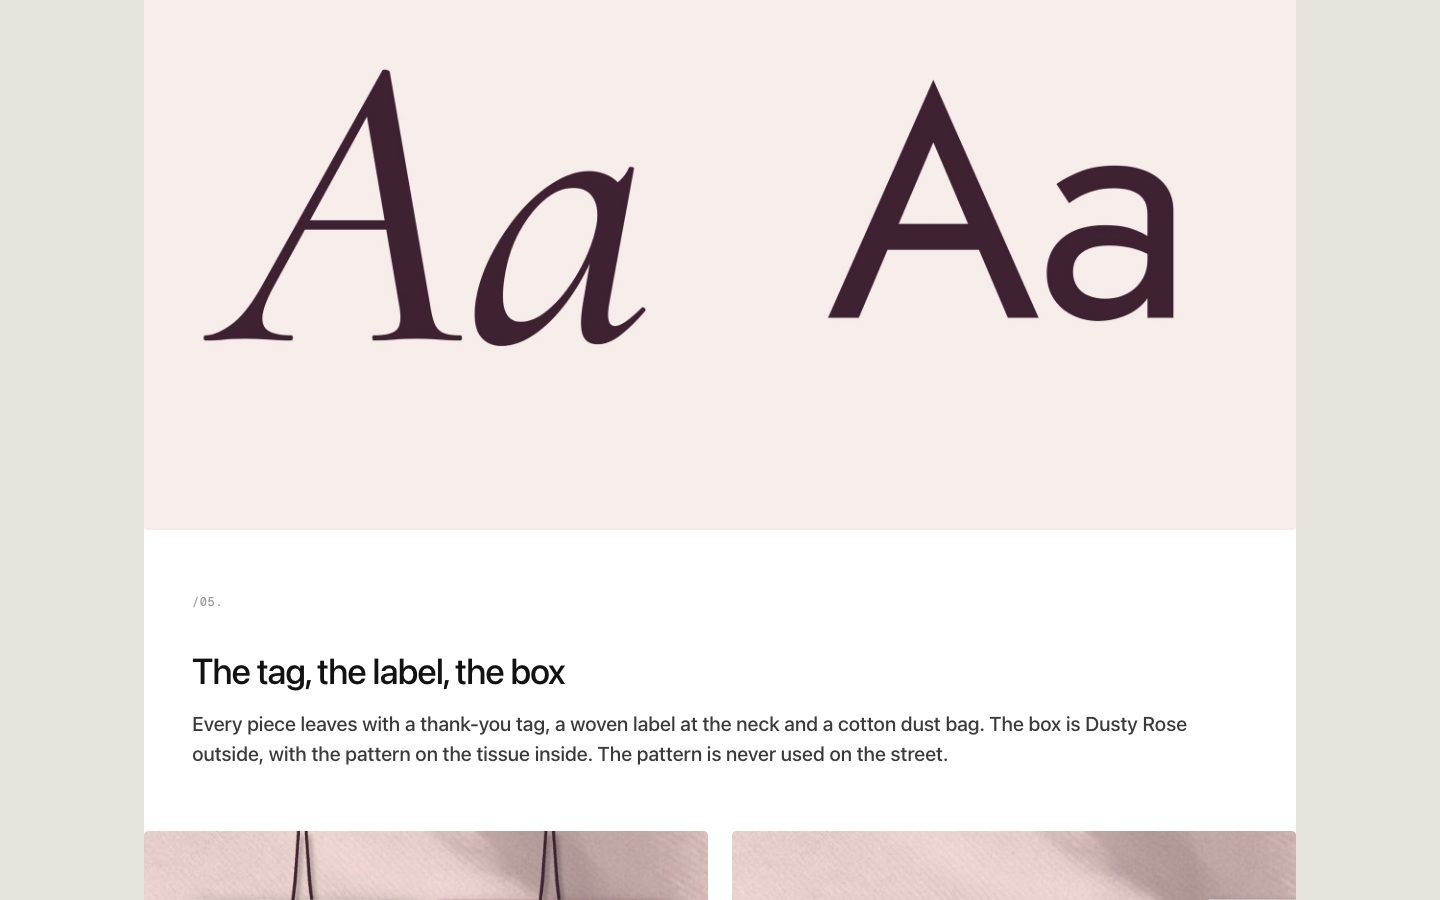 Aa Aa
/05.
The tag, the label, the box
Every piece leaves with a thank-you tag, a woven label at the neck and a cotton dust bag. The box is Dusty Rose
outside, with the pattern on the tissue inside. The pattern is never used on the street.